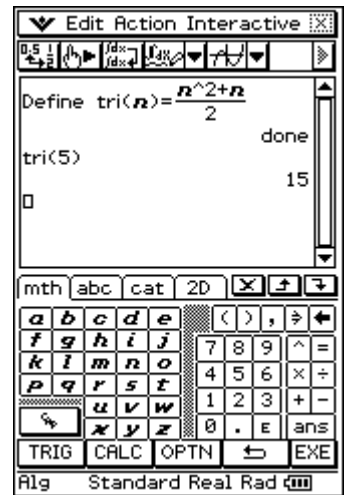 Edit Action Interactive
Define tri(n)=n^2+n
2
done
tri(5)
15
mth abc cat 2D
a b c d e ( ) , ⇒
f g h i j 7 8 9 ^ =
k l m n o 4 5 6 × ÷
p q r s t 1 2 3 + -
u v w 0 . E ans
x y z
TRIG CALC OPTN EXE
Alg Standard Real Rad